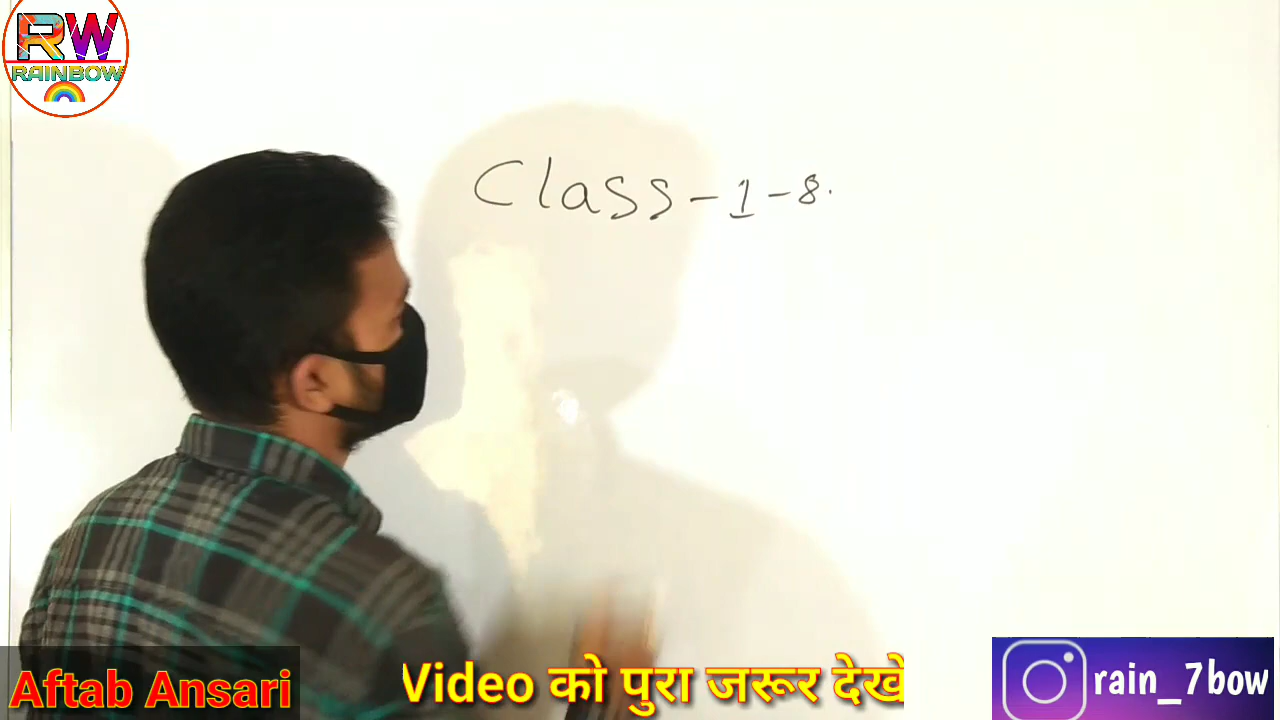 RW
RAINBOW
Class - 1 - 8.
Aftab Ansari
Video को पुरा जरूर देखे
rain_7bow